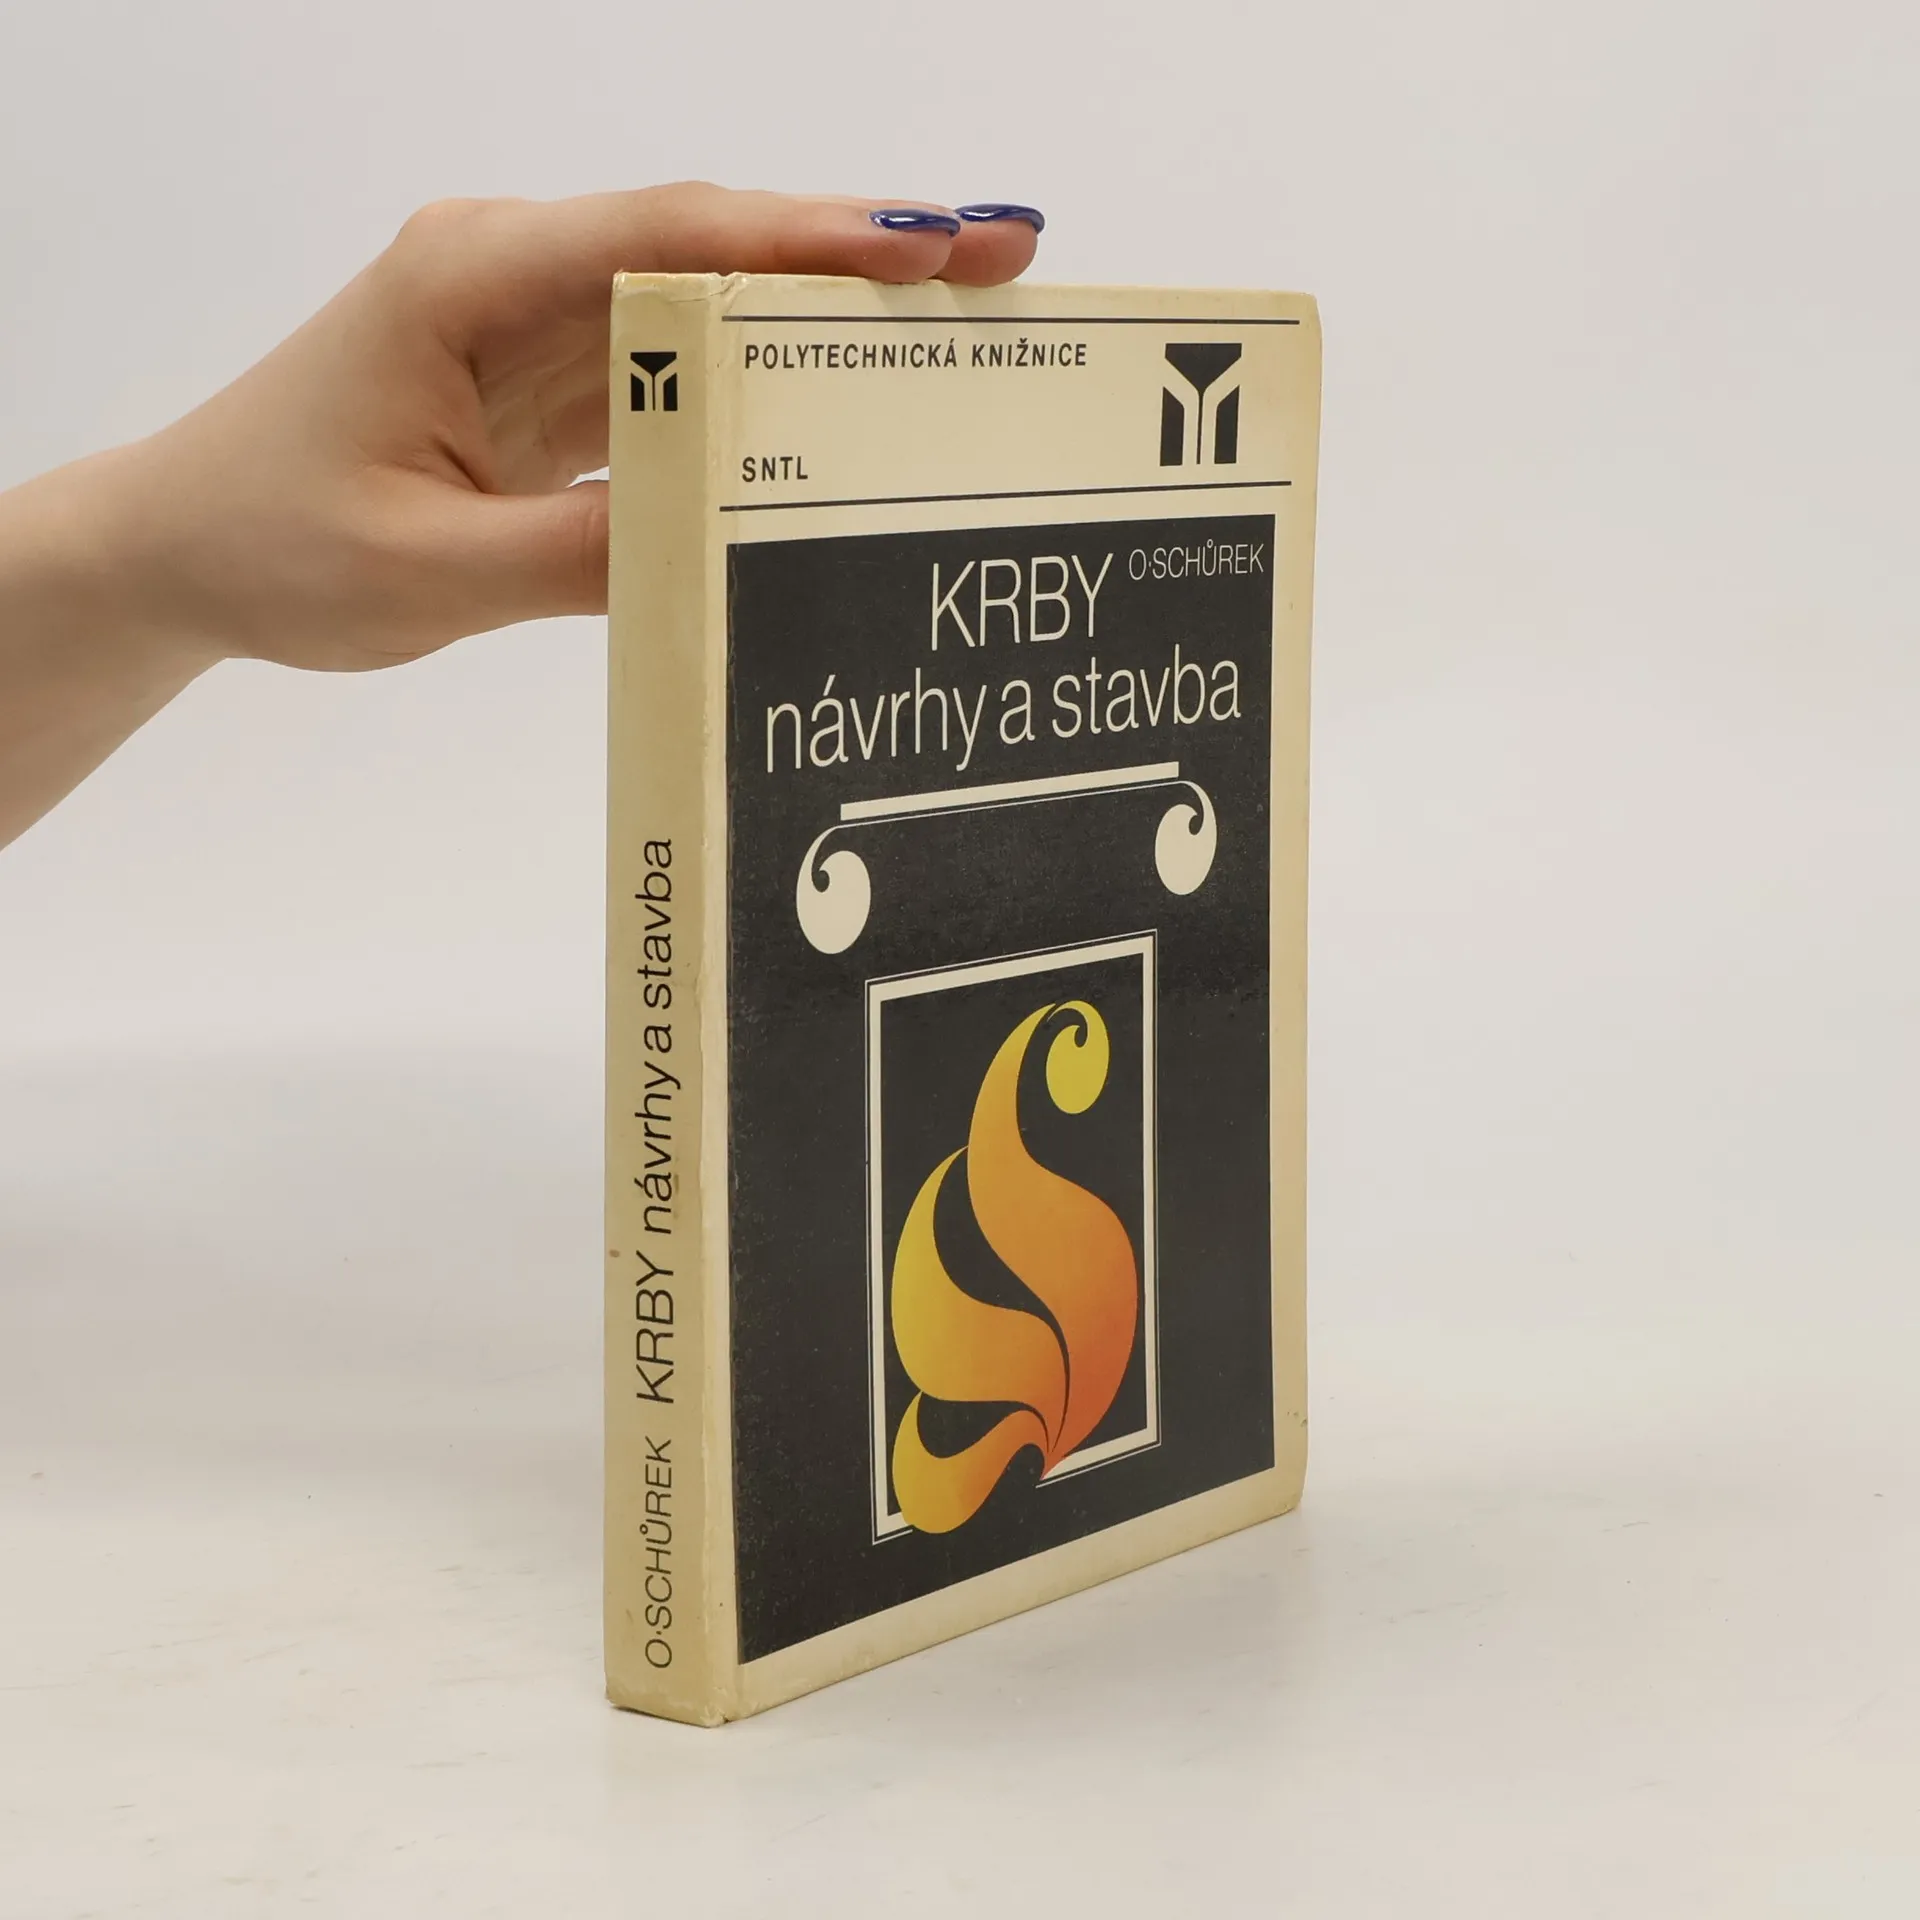 POLYTECHNICKÁ KNIŽNICE
SNTL
O·SCHŮREK
KRBY
návrhy a stavba
O·SCHŮREK KRBY návrhy a stavba